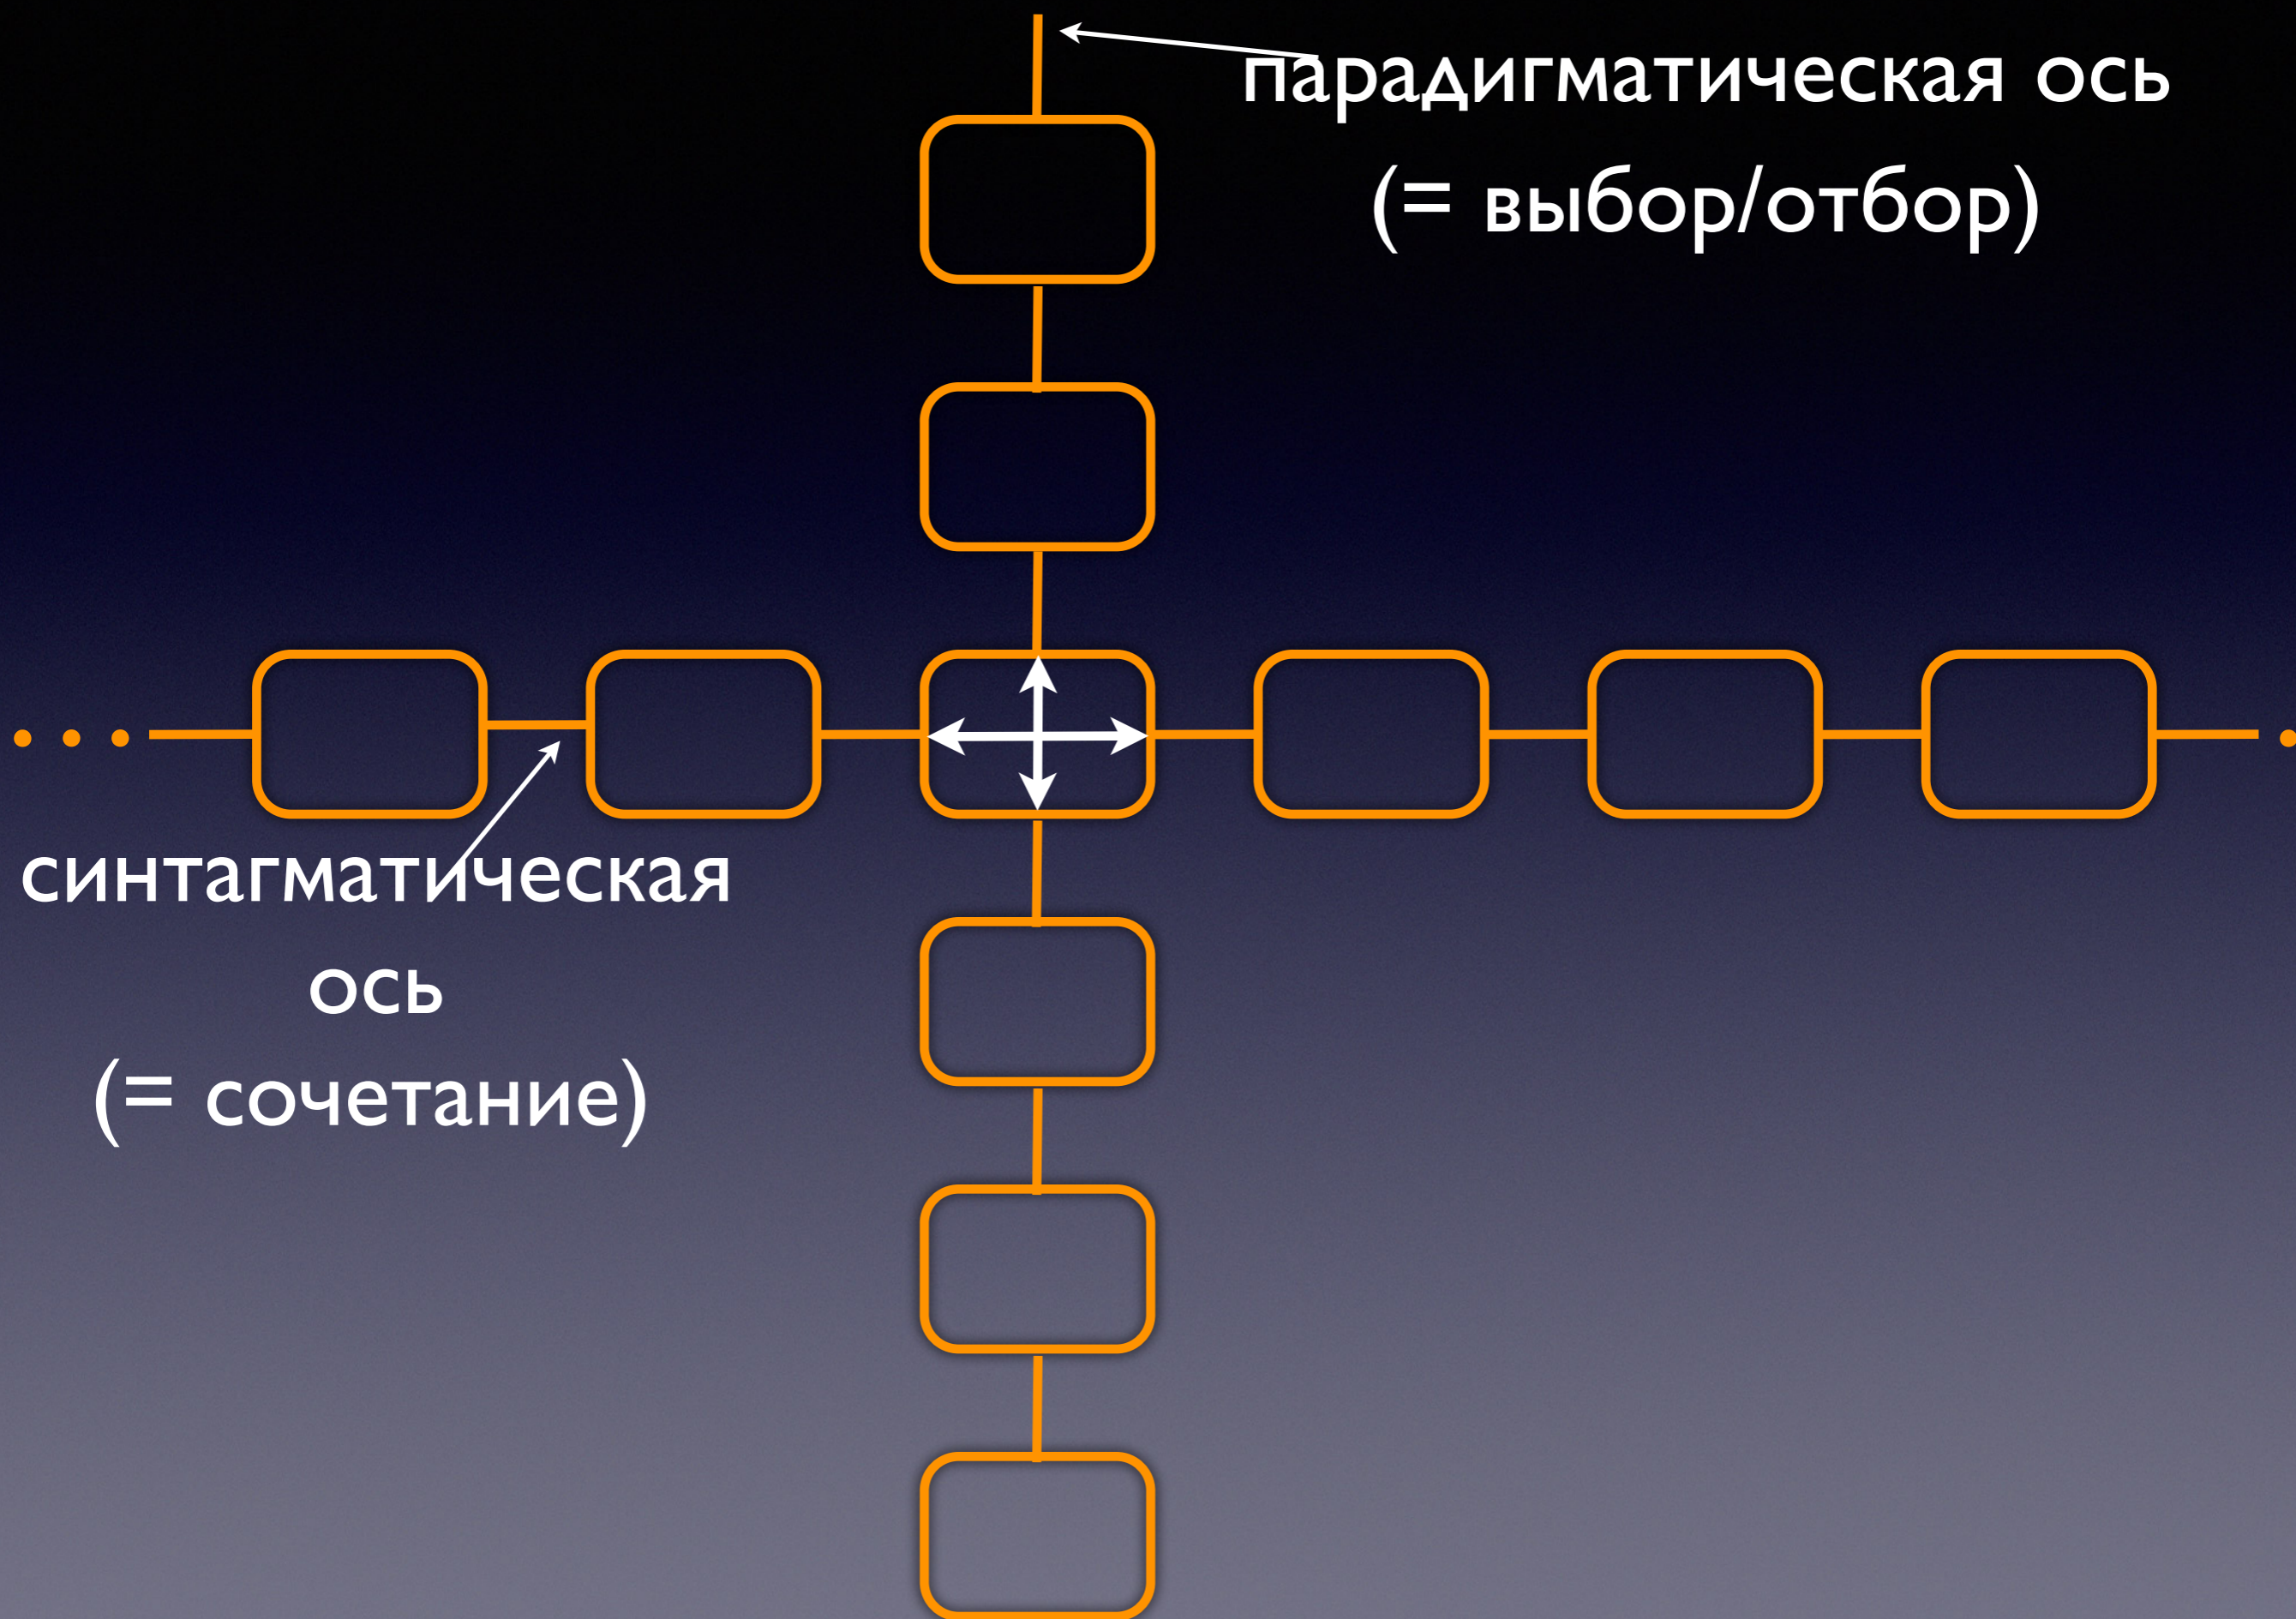 парадигматическая ось
(= выбор/отбор)
синтагматическая
ось
(= сочетание)